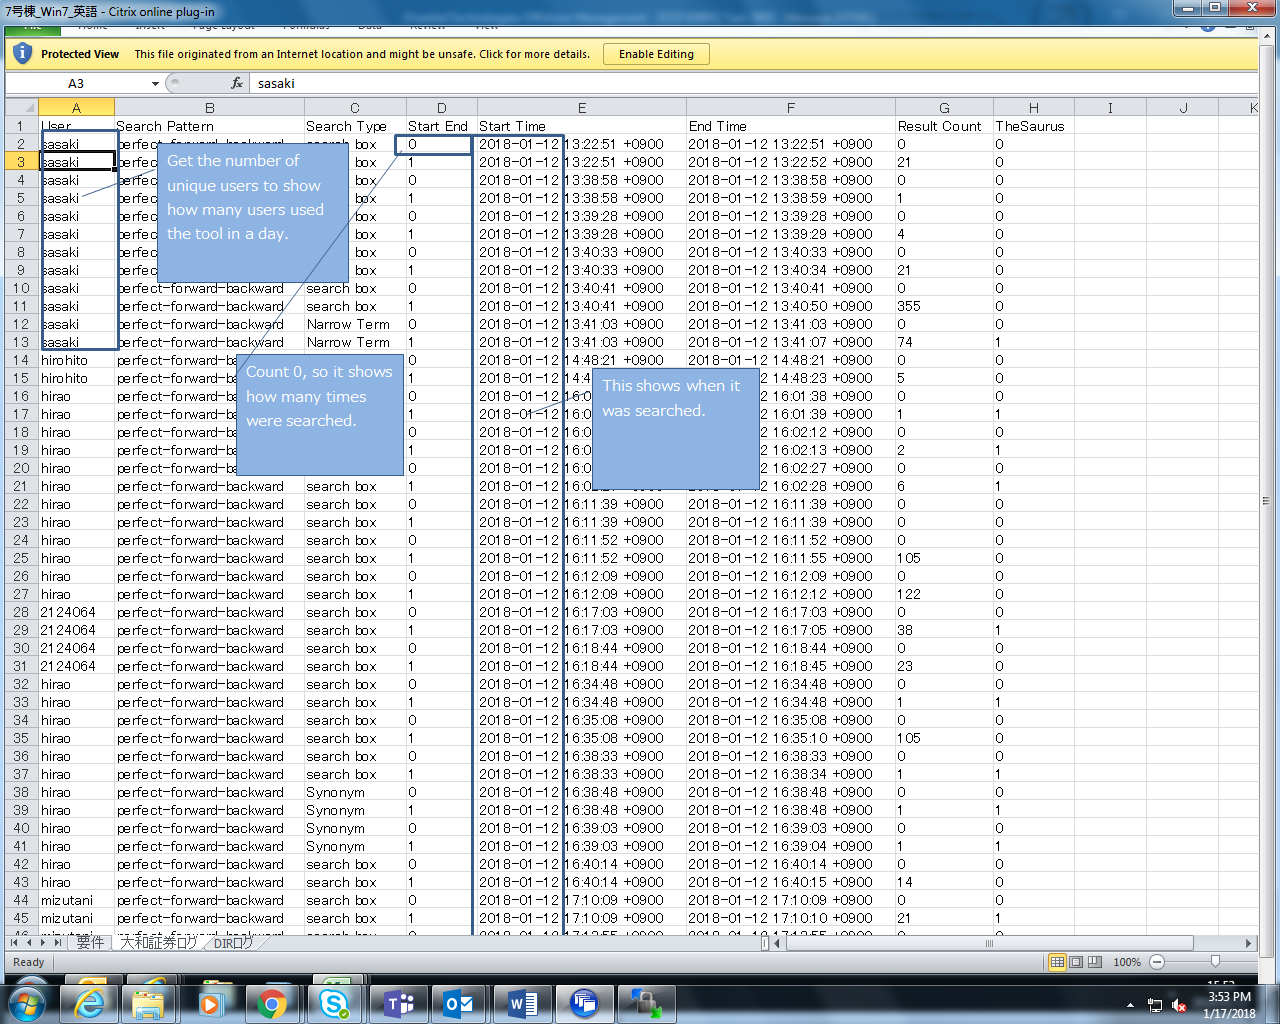 7号棟_Win7_英語 - Citrix online plug-in
File Home Insert Page Layout Formulas Data Review View
Protected View This file originated from an Internet location and might be unsafe. Click for more details. Enable Editing
A3 fx sasaki
A B C D E F G H I J K
1 User Search Pattern Search Type Start End Start Time End Time Result Count TheSaurus
2 sasaki perfect-forward-backward search box 0 2018-01-12 13:22:51 +0900 2018-01-12 13:22:51 +0900 0 0
3 sasaki perfec box 1 2018-01-12 13:22:51 +0900 2018-01-12 13:22:52 +0900 21 0
4 sasaki perfec box 0 2018-01-12 13:38:58 +0900 2018-01-12 13:38:58 +0900 0 0
5 sasaki perfec box 1 2018-01-12 13:38:58 +0900 2018-01-12 13:38:59 +0900 1 0
6 sasaki perfec box 0 2018-01-12 13:39:28 +0900 2018-01-12 13:39:28 +0900 0 0
7 sasaki perfec box 1 2018-01-12 13:39:28 +0900 2018-01-12 13:39:29 +0900 4 0
8 sasaki perfec box 0 2018-01-12 13:40:33 +0900 2018-01-12 13:40:33 +0900 0 0
9 sasaki perfec box 1 2018-01-12 13:40:33 +0900 2018-01-12 13:40:34 +0900 21 0
Get the number of
unique users to show
how many users used
the tool in a day.
10 sasaki perfect-forward-backward search box 0 2018-01-12 13:40:41 +0900 2018-01-12 13:40:41 +0900 0 0
11 sasaki perfect-forward-backward search box 1 2018-01-12 13:40:41 +0900 2018-01-12 13:40:50 +0900 355 0
12 sasaki perfect-forward-backward Narrow Term 0 2018-01-12 13:41:03 +0900 2018-01-12 13:41:03 +0900 0 0
13 sasaki perfect-forward-backward Narrow Term 1 2018-01-12 13:41:03 +0900 2018-01-12 13:41:07 +0900 74 1
14 hirohito perfect-forward-ba 0 2018-01-12 14:48:21 +0900 2018-01-12 14:48:21 +0900 0 0
15 hirohito perfect-forward-b 1 2018-01-12 14:4 2 14:48:23 +0900 5 0
16 hirao perfect-forward-b 0 2018-01-12 16:0 2 16:01:38 +0900 0 0
17 hirao perfect-forward-b 1 2018-01-12 16:0 2 16:01:39 +0900 1 1
18 hirao perfect-forward-b 0 2018-01-12 16:0 2 16:02:12 +0900 0 0
19 hirao perfect-forward-b 1 2018-01-12 16:0 2 16:02:13 +0900 2 1
20 hirao perfect-forward-b 0 2018-01-12 16:0 2 16:02:27 +0900 0 0
Count 0, so it shows
how many times
were searched.
This shows when it
was searched.
21 hirao perfect-forward-backward search box 1 2018-01-12 16:0 2 16:02:28 +0900 6 1
22 hirao perfect-forward-backward search box 0 2018-01-12 16:11:39 +0900 2018-01-12 16:11:39 +0900 0 0
23 hirao perfect-forward-backward search box 1 2018-01-12 16:11:39 +0900 2018-01-12 16:11:39 +0900 0 0
24 hirao perfect-forward-backward search box 0 2018-01-12 16:11:52 +0900 2018-01-12 16:11:52 +0900 0 0
25 hirao perfect-forward-backward search box 1 2018-01-12 16:11:52 +0900 2018-01-12 16:11:55 +0900 105 0
26 hirao perfect-forward-backward search box 0 2018-01-12 16:12:09 +0900 2018-01-12 16:12:09 +0900 0 0
27 hirao perfect-forward-backward search box 1 2018-01-12 16:12:09 +0900 2018-01-12 16:12:12 +0900 122 0
28 2124064 perfect-forward-backward search box 0 2018-01-12 16:17:03 +0900 2018-01-12 16:17:03 +0900 0 0
29 2124064 perfect-forward-backward search box 1 2018-01-12 16:17:03 +0900 2018-01-12 16:17:05 +0900 38 1
30 2124064 perfect-forward-backward search box 0 2018-01-12 16:18:44 +0900 2018-01-12 16:18:44 +0900 0 0
31 2124064 perfect-forward-backward search box 1 2018-01-12 16:18:44 +0900 2018-01-12 16:18:45 +0900 23 0
32 hirao perfect-forward-backward search box 0 2018-01-12 16:34:48 +0900 2018-01-12 16:34:48 +0900 0 0
33 hirao perfect-forward-backward search box 1 2018-01-12 16:34:48 +0900 2018-01-12 16:34:48 +0900 1 1
34 hirao perfect-forward-backward search box 0 2018-01-12 16:35:08 +0900 2018-01-12 16:35:08 +0900 0 0
35 hirao perfect-forward-backward search box 1 2018-01-12 16:35:08 +0900 2018-01-12 16:35:10 +0900 105 0
36 hirao perfect-forward-backward search box 0 2018-01-12 16:38:33 +0900 2018-01-12 16:38:33 +0900 0 0
37 hirao perfect-forward-backward search box 1 2018-01-12 16:38:33 +0900 2018-01-12 16:38:34 +0900 1 1
38 hirao perfect-forward-backward Synonym 0 2018-01-12 16:38:48 +0900 2018-01-12 16:38:48 +0900 0 0
39 hirao perfect-forward-backward Synonym 1 2018-01-12 16:38:48 +0900 2018-01-12 16:38:48 +0900 1 1
40 hirao perfect-forward-backward Synonym 0 2018-01-12 16:39:03 +0900 2018-01-12 16:39:03 +0900 0 0
41 hirao perfect-forward-backward Synonym 1 2018-01-12 16:39:03 +0900 2018-01-12 16:39:04 +0900 1 1
42 hirao perfect-forward-backward search box 0 2018-01-12 16:40:14 +0900 2018-01-12 16:40:14 +0900 0 0
43 hirao perfect-forward-backward search box 1 2018-01-12 16:40:14 +0900 2018-01-12 16:40:15 +0900 14 0
44 mizutani perfect-forward-backward search box 0 2018-01-12 17:10:09 +0900 2018-01-12 17:10:09 +0900 0 0
45 mizutani perfect-forward-backward search box 1 2018-01-12 17:10:09 +0900 2018-01-12 17:10:10 +0900 21 1
要件 大和証券ログ DIRログ
Ready 100%
3:53 PM
1/17/2018